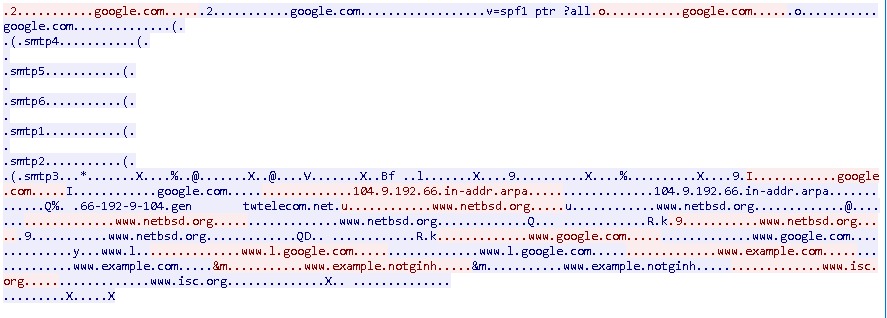 .2..........google.com......2..........google.com................v=spf1 ptr ?all.o..........google.com......o..........
google.com.............(.
.(.smtp4..........(.
.
.smtp5...........(.
.
.smtp6...........(.
.
.smtp1...........(.
.
.smtp2...........(.
.(.smtp3...*.......X....%..@.......X..@....V.......X..Bf ..l.......X....9..........X....%..........X....9.I...........google
.com.....I............google.com..................104.9.192.66.in-addr.arpa..................104.9.192.66.in-addr.arpa.......
.......Q%. .66-192-9-104.gen twtelecom.net.u...........www.netbsd.org.....u...........www.netbsd.org..............@....
...............www.netbsd.org..................www.netbsd.org..............Q... ..........R.k.9...........www.netbsd.org..
...9...........www.netbsd.org............QD.. ............R.k.............www.google.com..................www.google.com....
..........y...www.l...............www.l.google.com..................www.l.google.com..................www.example.com......
..........www.example.com.....&m...........www.example.notginh.....&m...........www.example.notginh..................www.isc.
org..................www.isc.org..............X.. ..............
..........X.....X